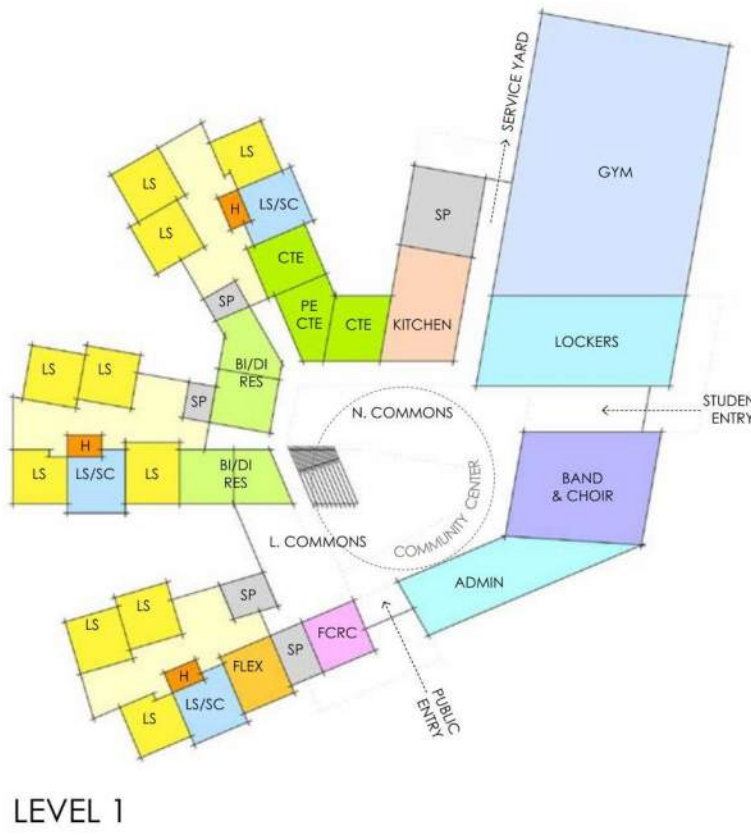 SERVICE YARD
GYM
LS
LS
LS
H
LS/SC
SP
CTE
SP
PE
CTE
CTE
KITCHEN
LOCKERS
BI/DI
RES
LS
LS
SP
N. COMMONS
STUDEN
ENTRY
H
LS
LS/SC
LS
BI/DI
RES
BAND
& CHOIR
COMMUNITY CENTER
L. COMMONS
ADMIN
SP
LS
LS
FCRC
SP
FLEX
H
LS/SC
LS
PUBLIC
ENTRY
LEVEL 1